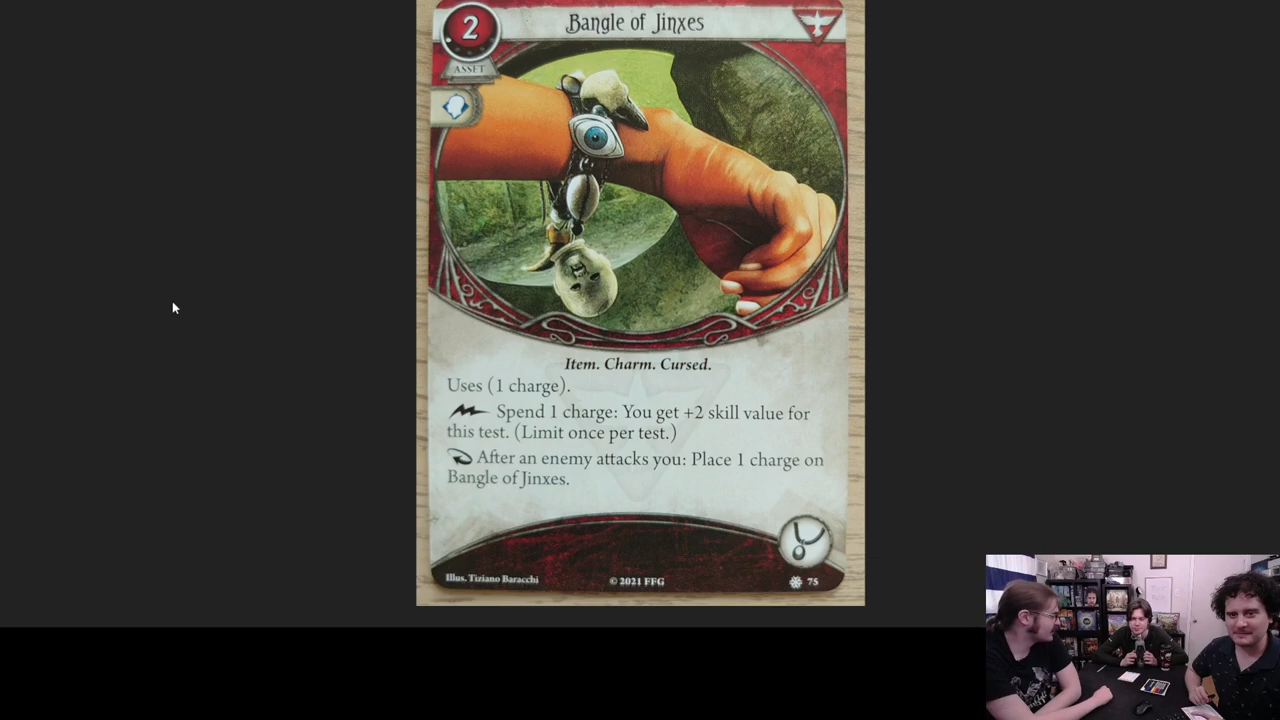 2
Bangle of Jinxes
ASSET
Item. Charm. Cursed.
Uses (1 charge).
Spend 1 charge: You get +2 skill value for
this test. (Limit once per test.)
After an enemy attacks you: Place 1 charge on
Bangle of Jinxes.
Illus. Tiziano Baracchi
© 2021 FFG
75